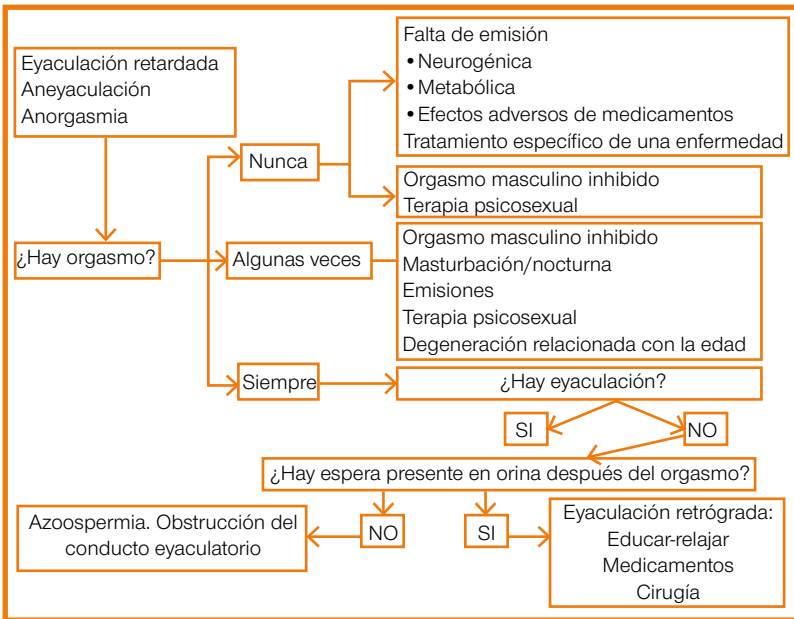 Eyaculación retardada
Aneyaculación
Anorgasmia
¿Hay orgasmo?
Nunca
Falta de emisión
• Neurogénica
• Metabólica
• Efectos adversos de medicamentos
Tratamiento específico de una enfermedad
Orgasmo masculino inhibido
Terapia psicosexual
Algunas veces
Orgasmo masculino inhibido
Masturbación/nocturna
Emisiones
Terapia psicosexual
Degeneración relacionada con la edad
Siempre
¿Hay eyaculación?
SI
NO
¿Hay espera presente en orina después del orgasmo?
NO
SI
Azoospermia. Obstrucción del
conducto eyaculatorio
Eyaculación retrógrada:
Educar-relajar
Medicamentos
Cirugía